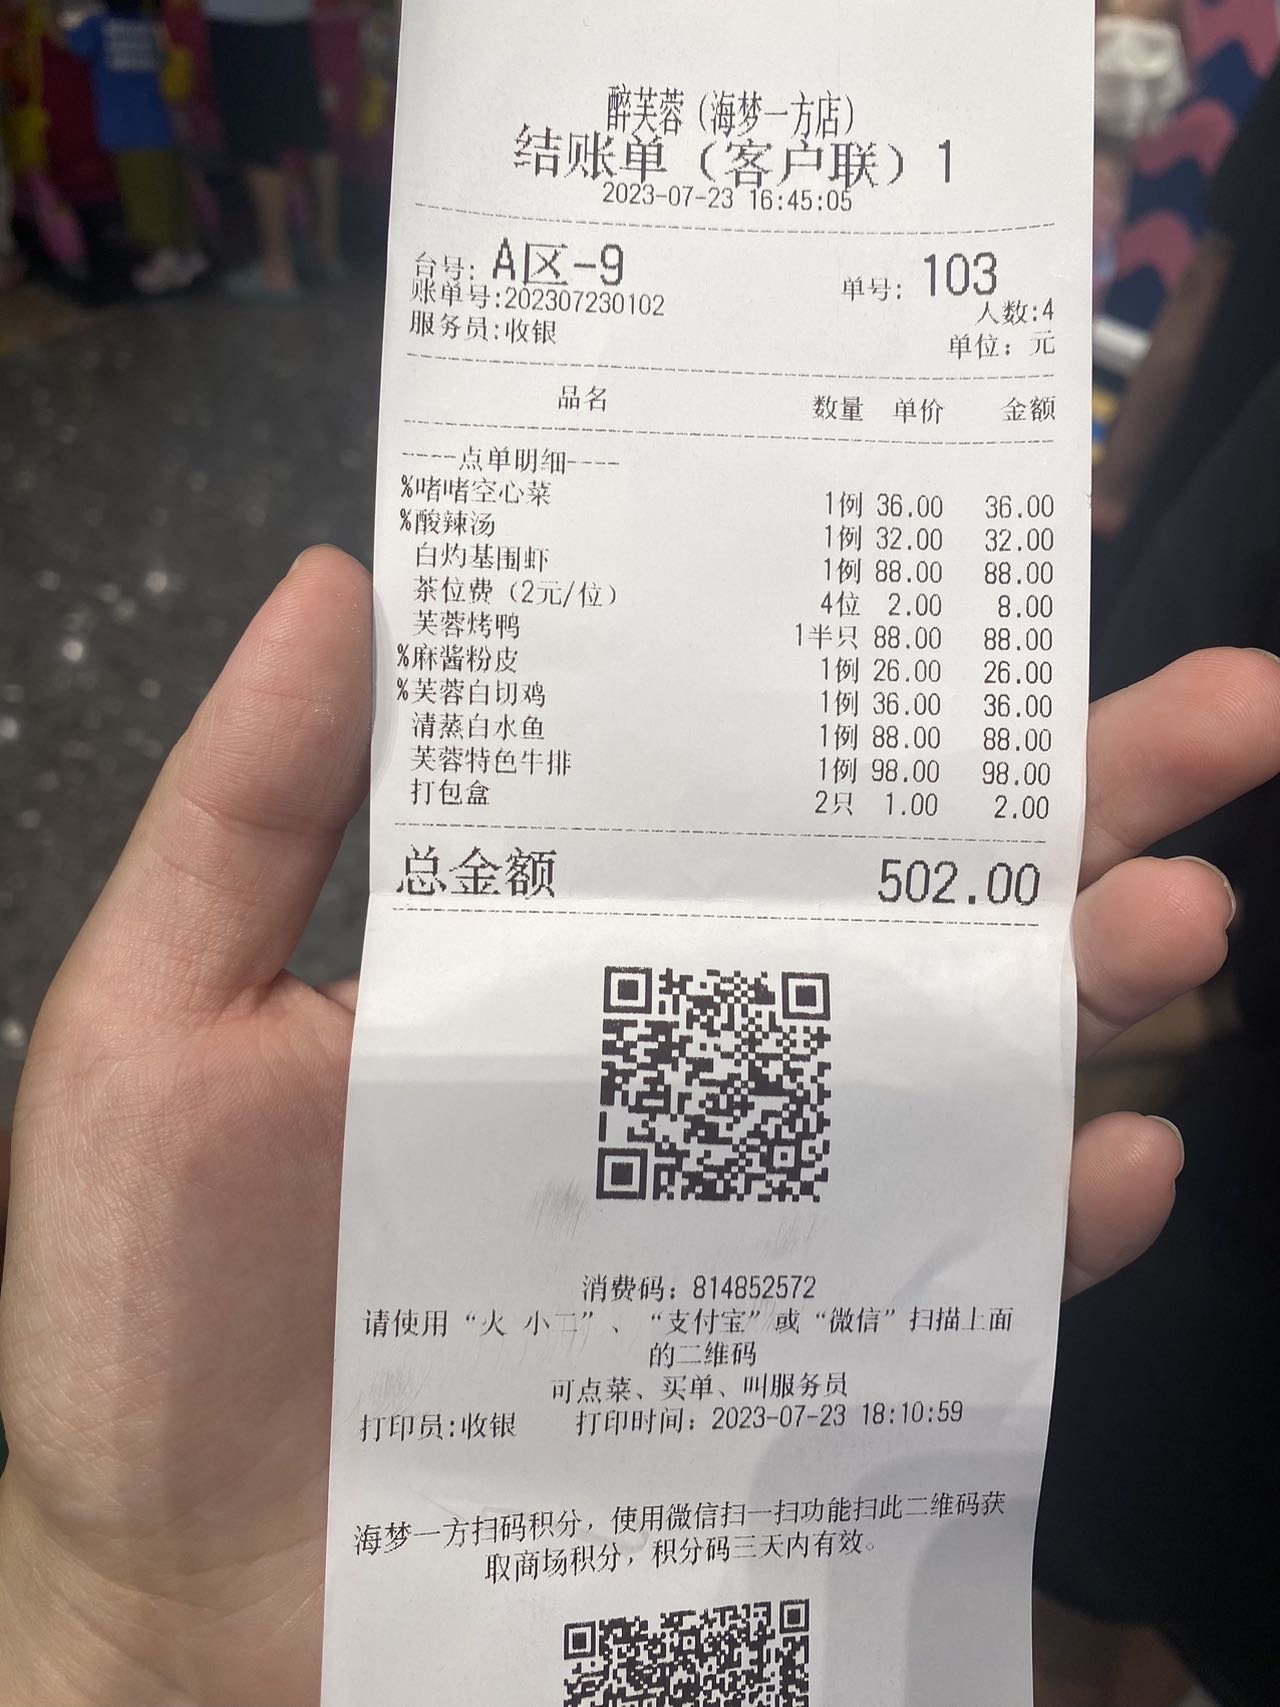 醉芙蓉（海梦一方店）
结账单（客户联）1
2023-07-23 16:45:05
台号: A区-9 单号: 103
账单号:202307230102 人数:4
服务员:收银 单位: 元
品名 数量 单价 金额
----点单明细----
%啫啫空心菜 1例 36.00 36.00
%酸辣汤 1例 32.00 32.00
白灼基围虾 1例 88.00 88.00
茶位费（2元/位） 4位 2.00 8.00
芙蓉烤鸭 1半只 88.00 88.00
%麻酱粉皮 1例 26.00 26.00
%芙蓉白切鸡 1例 36.00 36.00
清蒸白水鱼 1例 88.00 88.00
芙蓉特色牛排 1例 98.00 98.00
打包盒 2只 1.00 2.00
总金额 502.00
消费码: 814852572
请使用“火 小二”、“支付宝”或“微信”扫描上面
的二维码
可点菜、买单、叫服务员
打印员:收银 打印时间: 2023-07-23 18:10:59
海梦一方扫码积分，使用微信扫一扫功能扫此二维码获
取商场积分，积分码三天内有效。